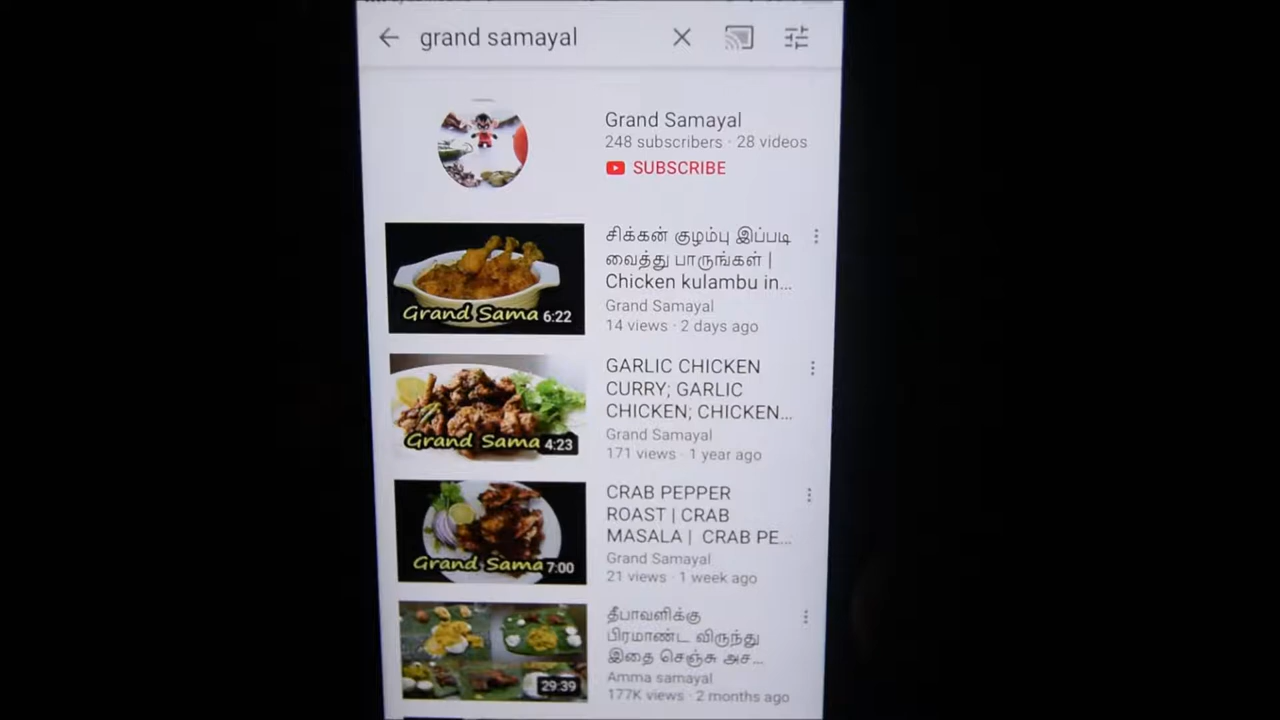 grand samayal
Grand Samayal
248 subscribers · 28 videos
SUBSCRIBE
சிக்கன் குழம்பு இப்படி
வைத்து பாருங்கள் |
Chicken kulambu in...
Grand Samayal
14 views · 2 days ago
Grand Sama 6:22
GARLIC CHICKEN
CURRY; GARLIC
CHICKEN; CHICKEN...
Grand Samayal
171 views · 1 year ago
Grand Sama 4:23
CRAB PEPPER
ROAST | CRAB
MASALA | CRAB PE...
Grand Samayal
21 views · 1 week ago
Grand Sama 7:00
தீபாவளிக்கு
பிரமாண்ட விருந்து
இதை செஞ்சு அச...
Amma samayal
177K views · 2 months ago
29:39